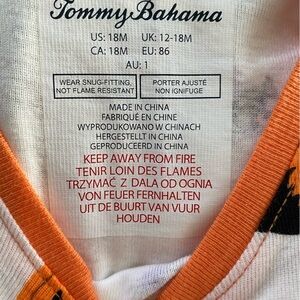 Tommy Bahama
US: 18M UK: 12-18M
CA: 18M EU: 86
AU: 1
WEAR SNUG-FITTING, PORTER AJUSTÉ
NOT FLAME RESISTANT NON IGNIFUGE
MADE IN CHINA
FABRIQUÉ EN CHINE
WYPRODUKOWANO W CHINACH
HERGESTELLT IN CHINA
GEPRODUCEERD IN CHINA
KEEP AWAY FROM FIRE
TENIR LOIN DES FLAMES
TRZYMAĆ Z DALA OD OGNIA
VON FEUER FERNHALTEN
UIT DE BUURT VAN VUUR
HOUDEN